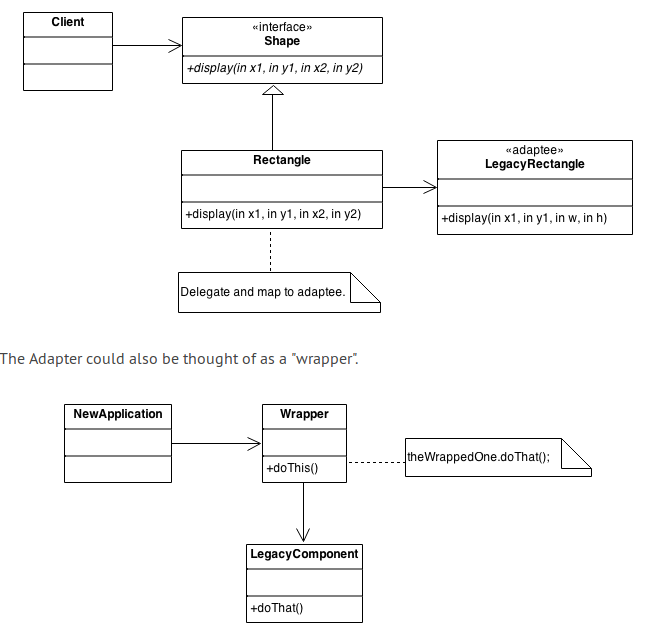 Client
«interface»
Shape
+display(in x1, in y1, in x2, in y2)
Rectangle
+display(in x1, in y1, in x2, in y2)
«adaptee»
LegacyRectangle
+display(in x1, in y1, in w, in h)
Delegate and map to adaptee.
The Adapter could also be thought of as a "wrapper".
NewApplication
Wrapper
+doThis()
theWrappedOne.doThat();
LegacyComponent
+doThat()